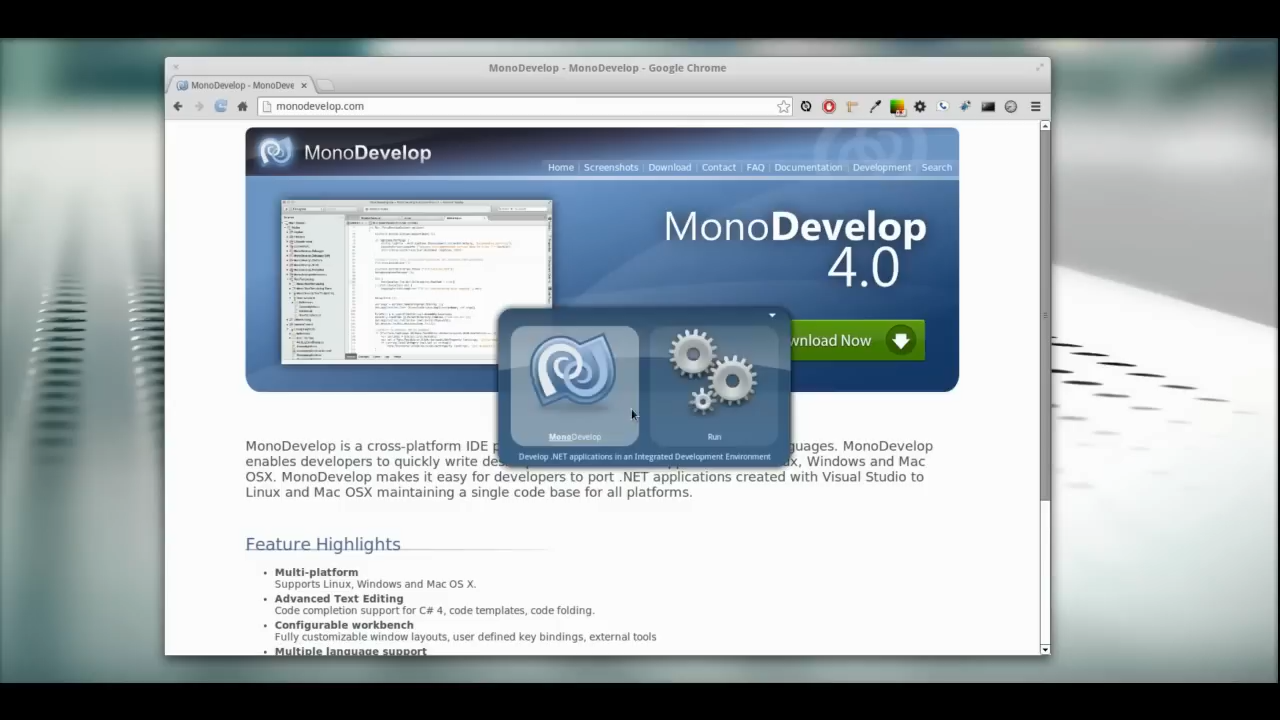 MonoDevelop - MonoDevelop - Google Chrome
MonoDevelop - MonoDeve
monodevelop.com
MonoDevelop
Home Screenshots Download Contact FAQ Documentation Development Search
MonoDevelop
4.0
wnload Now
MonoDevelop Run
Develop .NET applications in an Integrated Development Environment
MonoDevelop is a cross-platform IDE p guages. MonoDevelop
enables developers to quickly write des x, Windows and Mac
OSX. MonoDevelop makes it easy for developers to port .NET applications created with Visual Studio to
Linux and Mac OSX maintaining a single code base for all platforms.
Feature Highlights
• Multi-platform
Supports Linux, Windows and Mac OS X.
• Advanced Text Editing
Code completion support for C# 4, code templates, code folding.
• Configurable workbench
Fully customizable window layouts, user defined key bindings, external tools
• Multiple language support